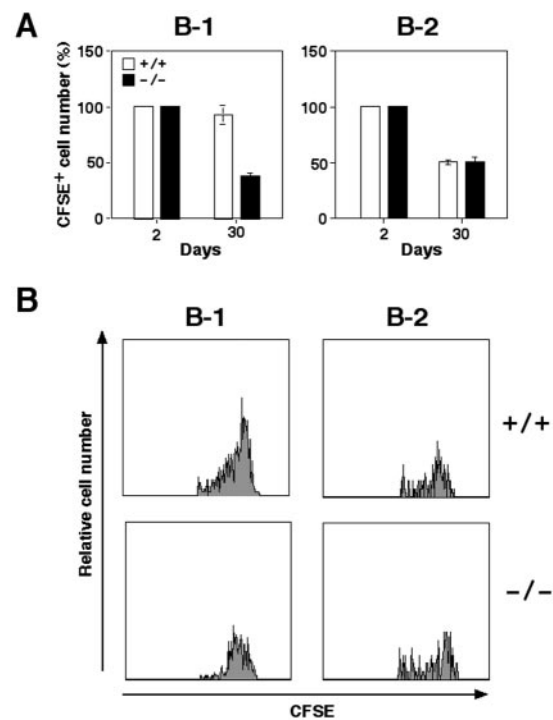 A
B-1
B-2
CFSE+ cell number (%)
150
100
50
0
+/+
−/−
2
30
Days
150
100
50
0
2
30
Days
B
B-1
B-2
Relative cell number
+/+
−/−
CFSE